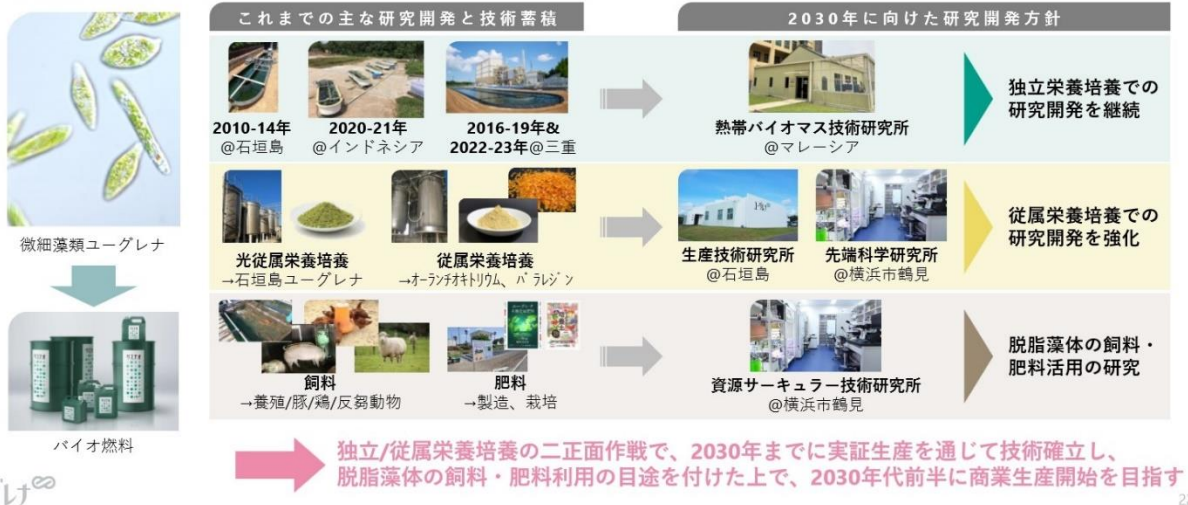 これまでの主な研究開発と技術蓄積
2030年に向けた研究開発方針
微細藻類ユーグレナ
バイオ燃料
2010-14年
@石垣島
2020-21年
@インドネシア
2016-19年&
2022-23年@三重
熱帯バイオマス技術研究所
@マレーシア
独立栄養培養での
研究開発を継続
光従属栄養培養
→石垣島ユーグレナ
従属栄養培養
→オーランチオキトリウム、パラレジン
生産技術研究所
@石垣島
先端科学研究所
@横浜市鶴見
従属栄養培養での
研究開発を強化
飼料
→養殖/豚/鶏/反芻動物
肥料
→製造、栽培
資源サーキュラー技術研究所
@横浜市鶴見
脱脂藻体の飼料・
肥料活用の研究
独立/従属栄養培養の二正面作戦で、2030年までに実証生産を通じて技術確立し、
脱脂藻体の飼料・肥料利用の目途を付けた上で、2030年代前半に商業生産開始を目指す